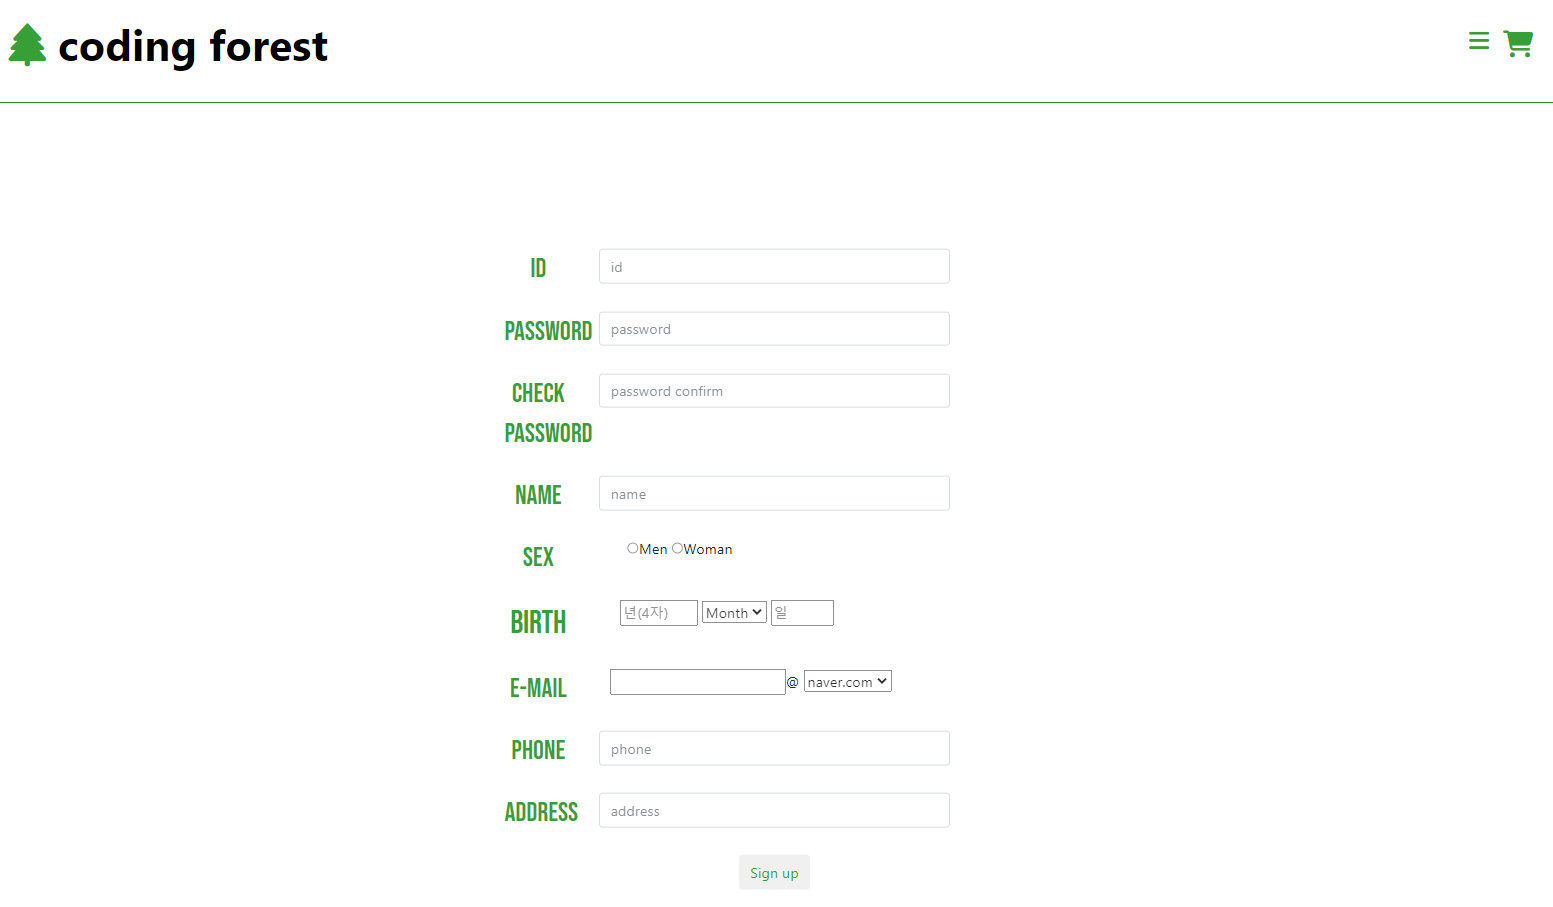 coding forest
ID
id
PASSWORD
password
CHECK
PASSWORD
password confirm
NAME
name
SEX
Men Woman
BIRTH
년(4자) Month 일
E-MAIL
@ naver.com
PHONE
phone
ADDRESS
address
Sign up